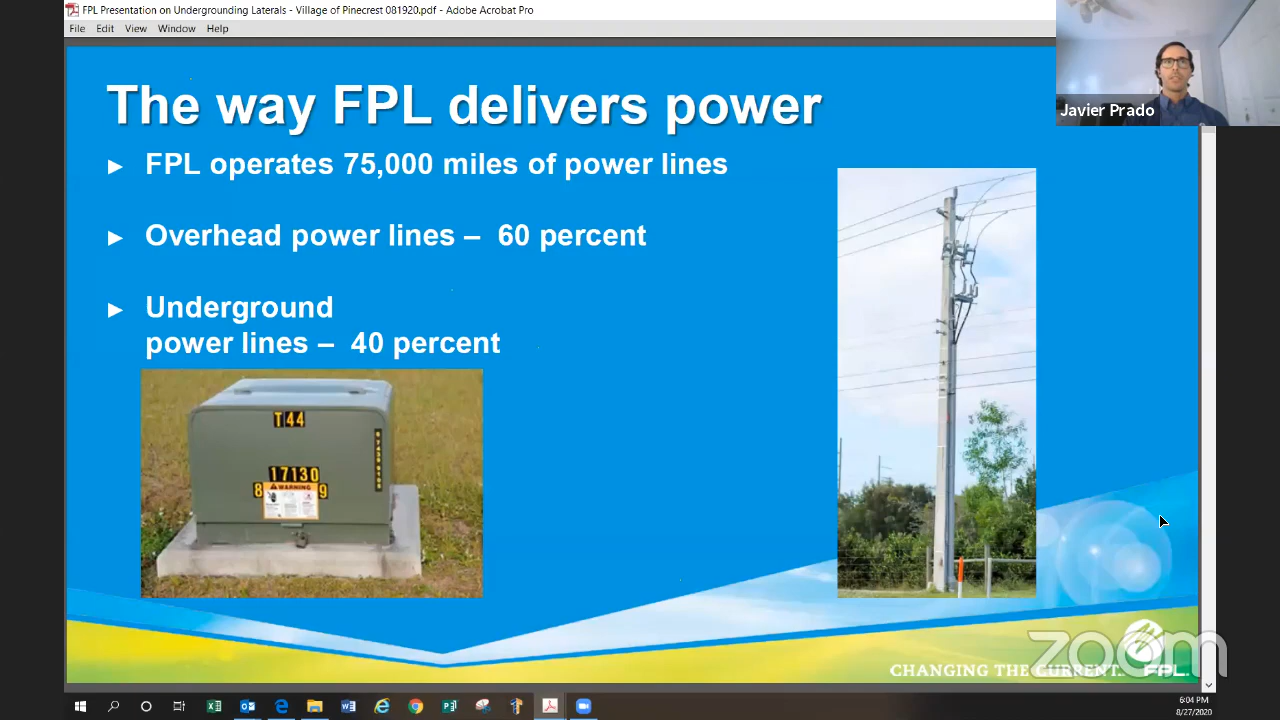 FPL Presentation on Undergrounding Laterals - Village of Pinecrest 081920.pdf - Adobe Acrobat Pro
File Edit View Window Help
Javier Prado
The way FPL delivers power
► FPL operates 75,000 miles of power lines
► Overhead power lines – 60 percent
► Underground
power lines – 40 percent
T44
17130
8 9
WARNING
zoom
CHANGING THE CURRENT.
FPL.
6:04 PM
8/27/2020